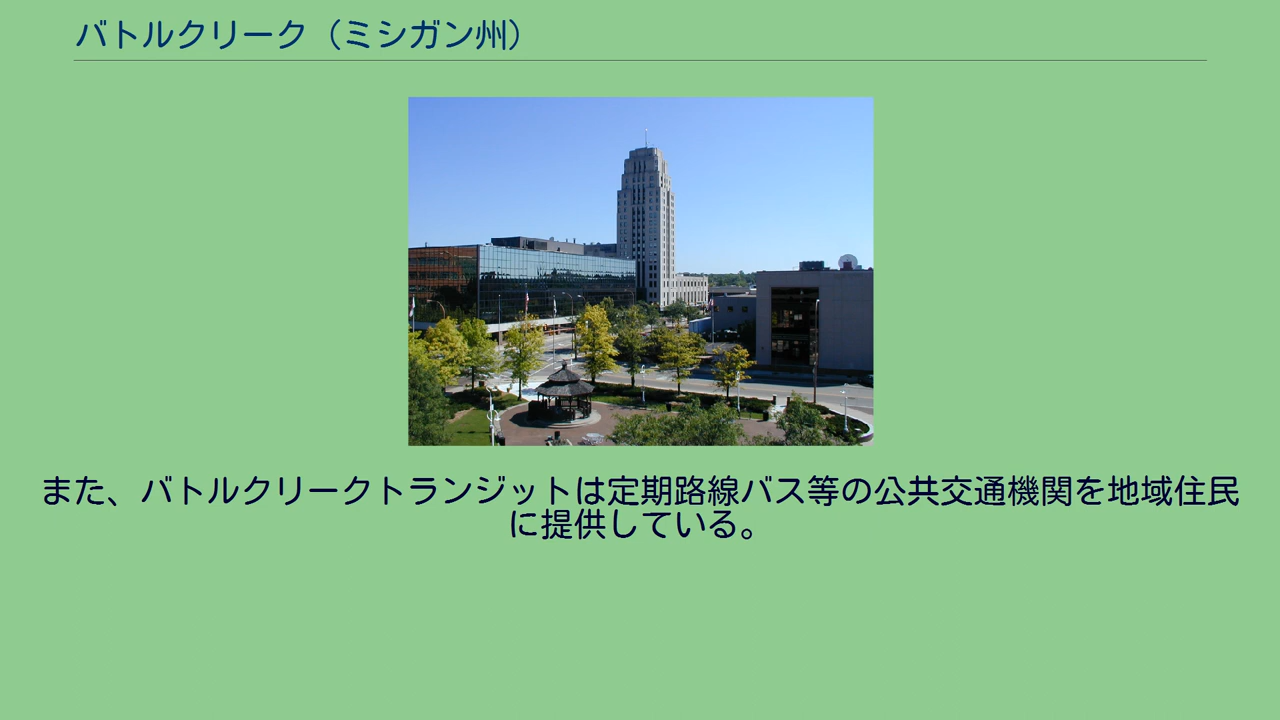 バトルクリーク（ミシガン州）
また、バトルクリークトランジットは定期路線バス等の公共交通機関を地域住民
に提供している。